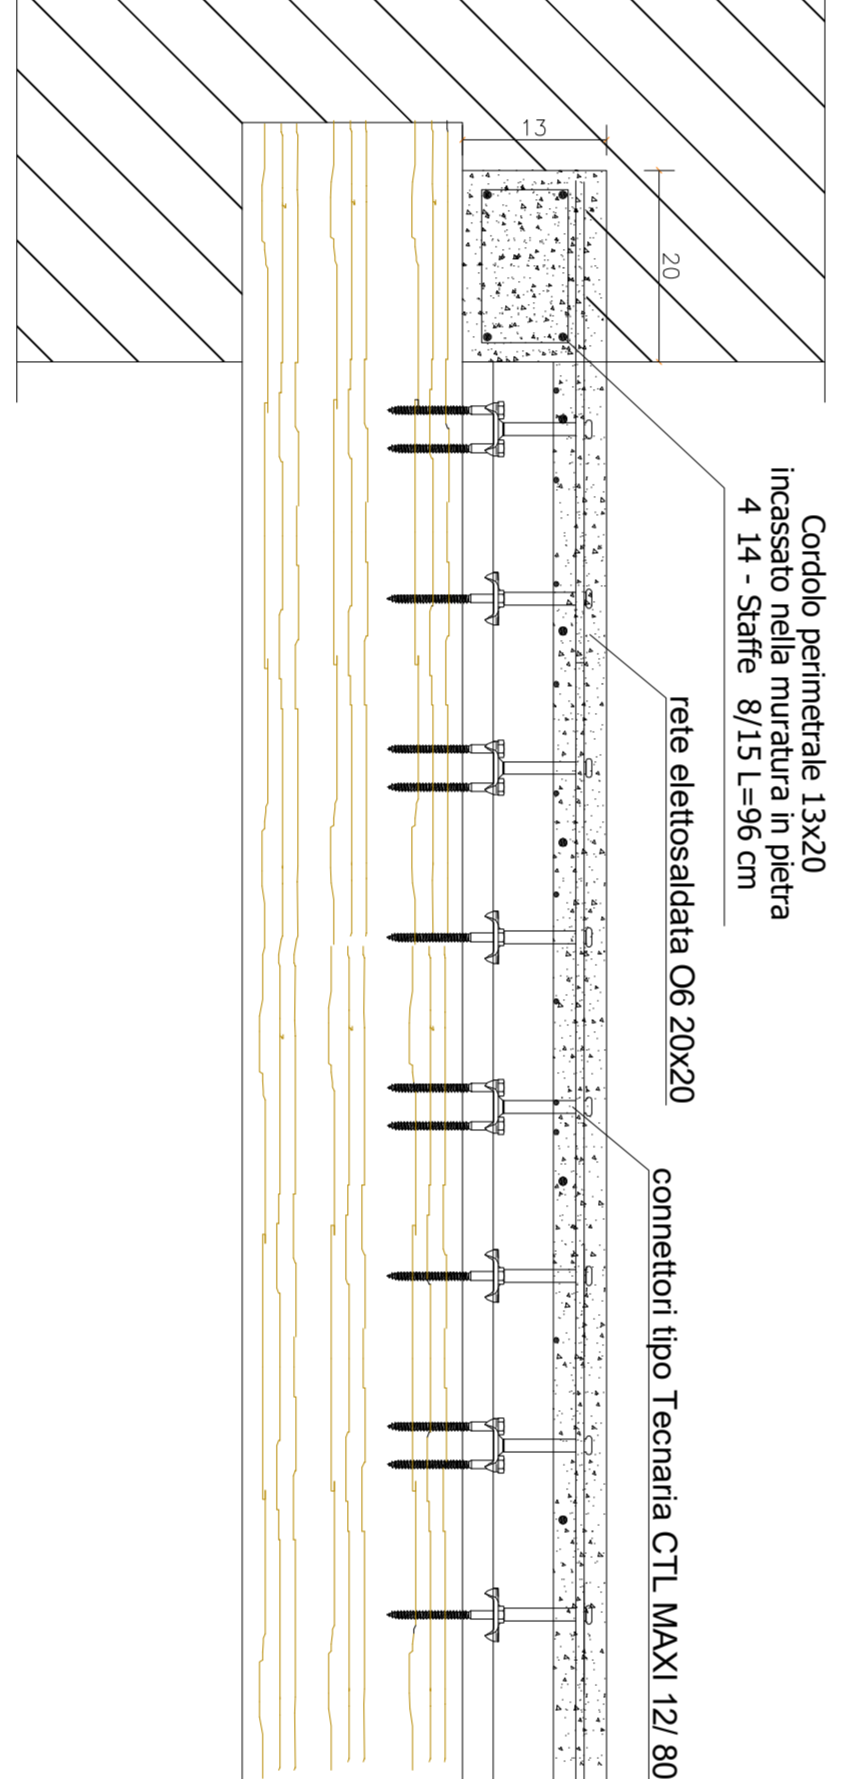 13
20
Cordolo perimetrale 13x20
incassato nella muratura in pietra
4 14 - Staffe 8/15 L=96 cm
rete elettosaldata O6 20x20
connettori tipo Tecnaria CTL MAXI 12/ 80